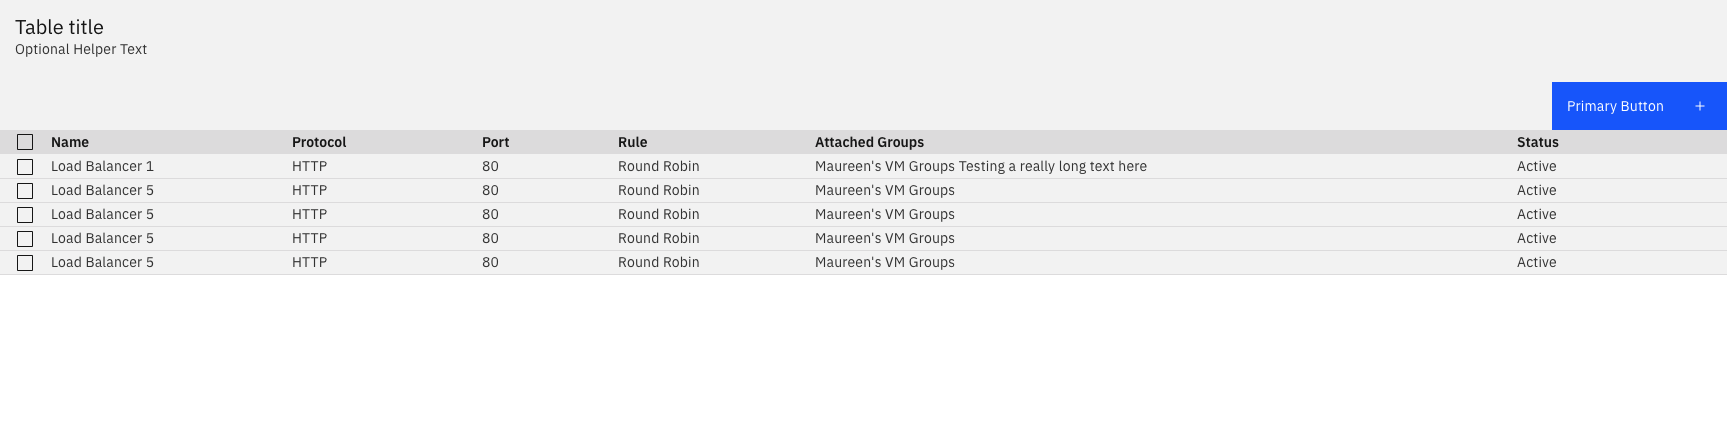 Table title
Optional Helper Text
Primary Button +
Name Protocol Port Rule Attached Groups Status
Load Balancer 1 HTTP 80 Round Robin Maureen's VM Groups Testing a really long text here Active
Load Balancer 5 HTTP 80 Round Robin Maureen's VM Groups Active
Load Balancer 5 HTTP 80 Round Robin Maureen's VM Groups Active
Load Balancer 5 HTTP 80 Round Robin Maureen's VM Groups Active
Load Balancer 5 HTTP 80 Round Robin Maureen's VM Groups Active